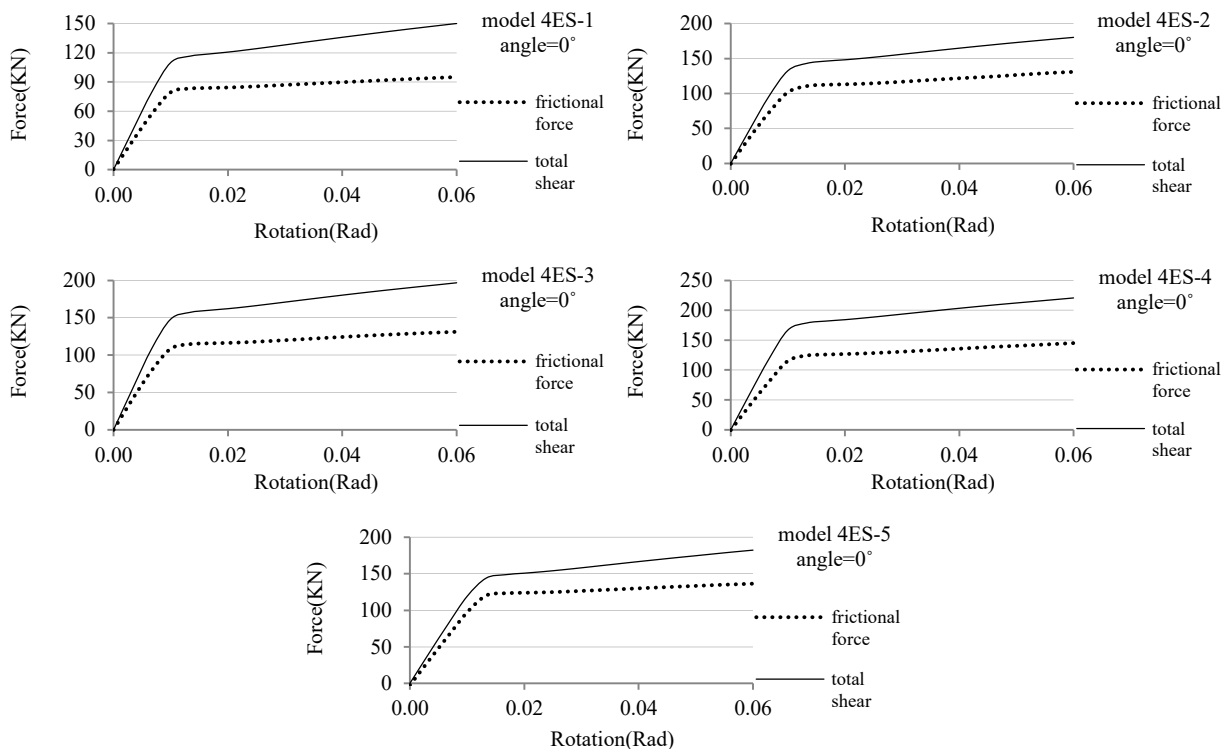 model 4ES-1
angle=0˚
Force(KN)
150
120
90
60
30
0
0.00 0.02 0.04 0.06
Rotation(Rad)
frictional
force
total
shear
model 4ES-2
angle=0˚
Force(KN)
200
150
100
50
0
0.00 0.02 0.04 0.06
Rotation(Rad)
frictional
force
total
shear
model 4ES-3
angle=0˚
Force(KN)
200
150
100
50
0
0.00 0.02 0.04 0.06
Rotation(Rad)
frictional
force
total
shear
model 4ES-4
angle=0˚
Force(KN)
250
200
150
100
50
0
0.00 0.02 0.04 0.06
Rotation(Rad)
frictional
force
total
shear
model 4ES-5
angle=0˚
Force(KN)
200
150
100
50
0
0.00 0.02 0.04 0.06
Rotation(Rad)
frictional
force
total
shear